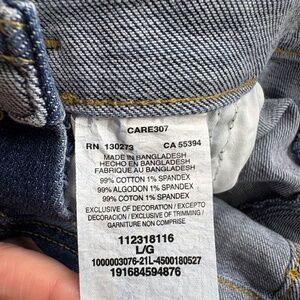 CARE307
RN 130273 CA 55394
MADE IN BANGLADESH
HECHO EN BANGLADESH
FABRIQUE AU BANGLADESH
99% COTTON 1% SPANDEX
99% ALGODON 1% SPANDEX
99% COTON 1% SPANDEX
EXCLUSIVE OF DECORATION / EXCEPTO
DECORACION / EXCLUSIVE OF TRIMMING /
GARNITURE NON COMPRISE
112318116
L/G
1000003076-21L-4500180527
191684594876